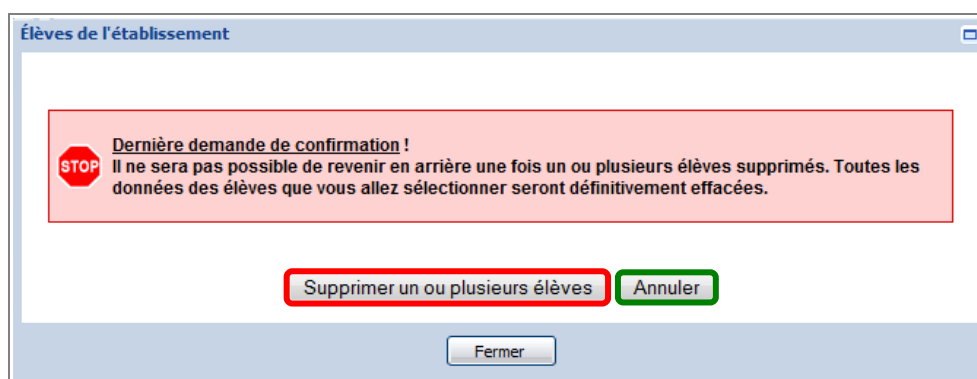 Élèves de l'établissement
Dernière demande de confirmation !
STOP
Il ne sera pas possible de revenir en arrière une fois un ou plusieurs élèves supprimés. Toutes les
données des élèves que vous allez sélectionner seront définitivement effacées.
Supprimer un ou plusieurs élèves
Annuler
Fermer